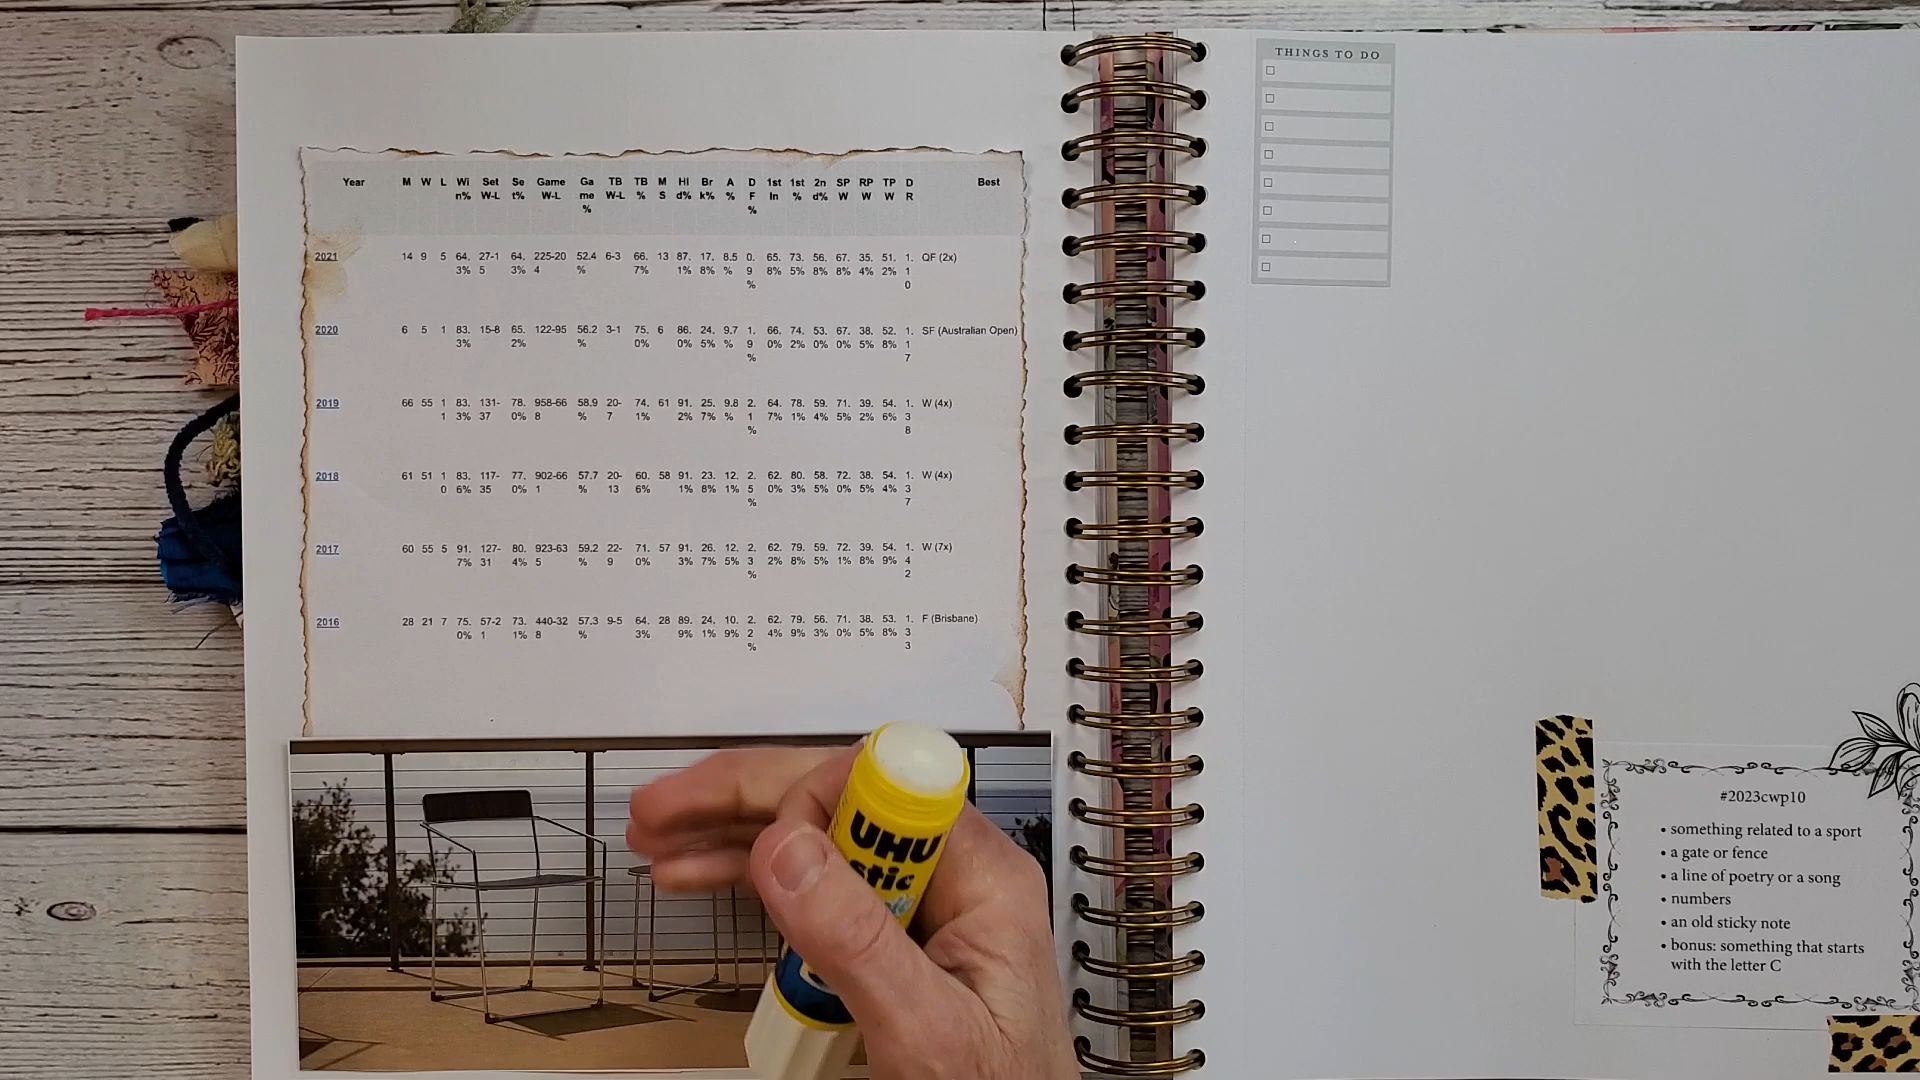 THINGS TO DO
Year M W L Wi Set Se Game Ga TB TB M Hl Br A D 1st 1st 2n SP RP TP D Best
n% W-L t% W-L me W-L % S d% k% % F In % d% W W W R
% %
2021 14 9 5 64. 27-1 64. 225-20 52.4 6-3 66. 13 87. 17. 8.5 0. 65. 73. 56. 67. 35. 51. 1. QF (2x)
3% 5 3% 4 % 7% 1% 8% % 9 8% 5% 8% 8% 4% 2% 1
% 0
2020 6 5 1 83. 15-8 65. 122-95 56.2 3-1 75. 6 86. 24. 9.7 1. 66. 74. 53. 67. 38. 52. 1. SF (Australian Open)
3% 2% % 0% 0% 5% % 9 0% 2% 0% 0% 5% 8% 1
% 7
2019 66 55 1 83. 131- 78. 958-66 58.9 20- 74. 61 91. 25. 9.8 2. 64. 78. 59. 71. 39. 54. 1. W (4x)
1 3% 37 0% 8 % 7 1% 2% 7% % 1 7% 1% 4% 5% 2% 6% 3
% 8
2018 61 51 1 83. 117- 77. 902-66 57.7 20- 60. 58 91. 23. 12. 2. 62. 80. 58. 72. 38. 54. 1. W (4x)
0 6% 35 0% 1 % 13 6% 1% 8% 1% 5 0% 3% 5% 0% 5% 4% 3
% 7
2017 60 55 5 91. 127- 80. 923-63 59.2 22- 71. 57 91. 26. 12. 2. 62. 79. 59. 72. 39. 54. 1. W (7x)
7% 31 4% 5 % 9 0% 3% 7% 5% 3 2% 8% 5% 1% 8% 9% 4
% 2
2016 28 21 7 75. 57-2 73. 440-32 57.3 9-5 64. 28 89. 24. 10. 2. 62. 79. 56. 71. 38. 53. 1. F (Brisbane)
0% 1 1% 8 % 3% 9% 1% 9% 2 4% 9% 3% 0% 5% 8% 3
% 3
UHU
stic
#2023cwp10
• something related to a sport
• a gate or fence
• a line of poetry or a song
• numbers
• an old sticky note
• bonus: something that starts
with the letter C